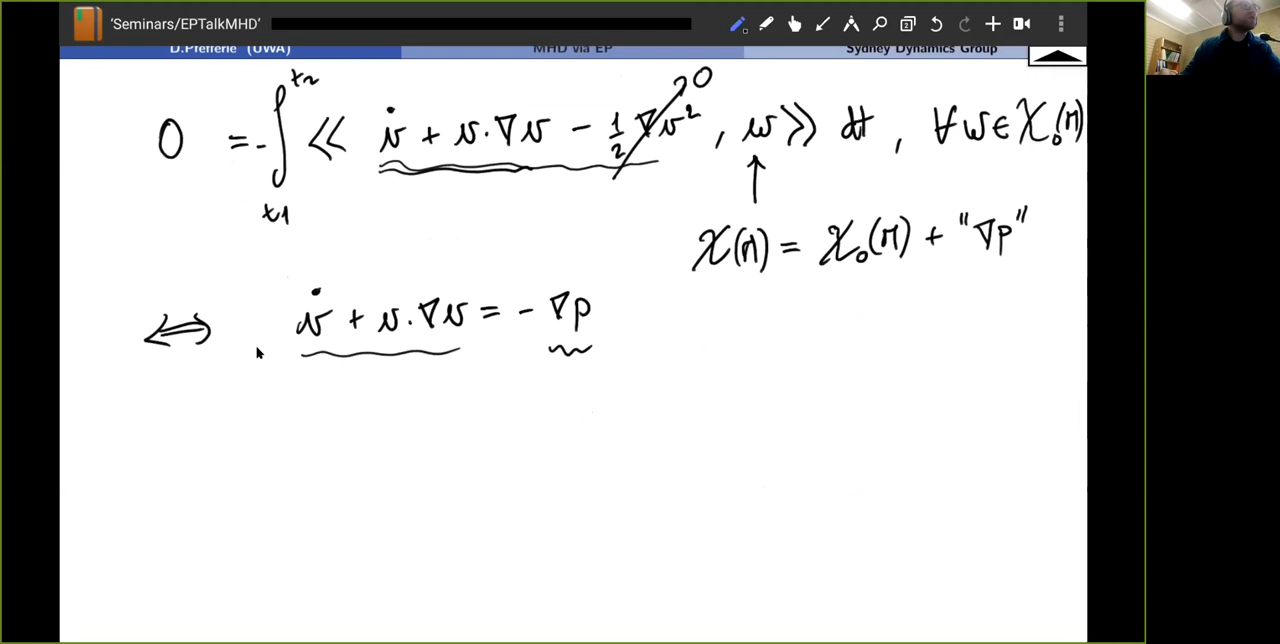 'Seminars/EPTalkMHD'
D.Pfefferlé (UWA) MHD via EP Sydney Dynamics Group
0 = -∫_{t1}^{t2} ≪ v̇ + v·∇v - ½ ∇v² , w ≫ dt , ∀w ∈ X₀(M)
→0
X(M) = X₀(M) + "∇p"
⟺ v̇ + v·∇v = - ∇p